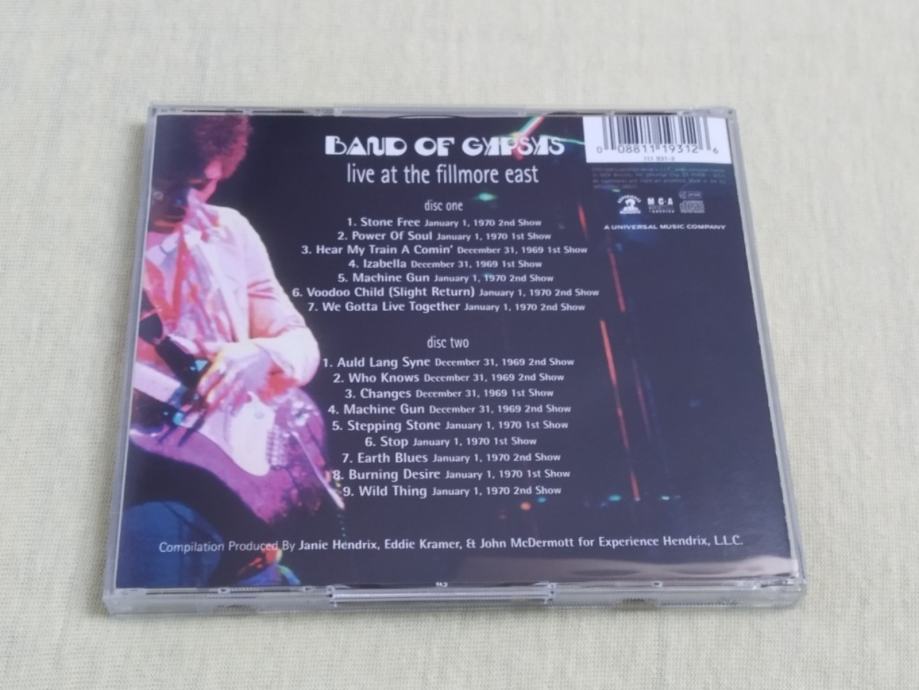 BAND OF GYPSYS
live at the fillmore east
disc one
1. Stone Free January 1, 1970 2nd Show
2. Power Of Soul January 1, 1970 1st Show
3. Hear My Train A Comin' December 31, 1969 1st Show
4. Izabella December 31, 1969 1st Show
5. Machine Gun January 1, 1970 2nd Show
6. Voodoo Child (Slight Return) January 1, 1970 2nd Show
7. We Gotta Live Together January 1, 1970 2nd Show
disc two
1. Auld Lang Syne December 31, 1969 2nd Show
2. Who Knows December 31, 1969 2nd Show
3. Changes December 31, 1969 1st Show
4. Machine Gun December 31, 1969 2nd Show
5. Stepping Stone January 1, 1970 1st Show
6. Stop January 1, 1970 1st Show
7. Earth Blues January 1, 1970 2nd Show
8. Burning Desire January 1, 1970 1st Show
9. Wild Thing January 1, 1970 2nd Show
Compilation Produced By Janie Hendrix, Eddie Kramer, & John McDermott for Experience Hendrix, L.L.C.
0 08811 19312 6
MCA
A UNIVERSAL MUSIC COMPANY